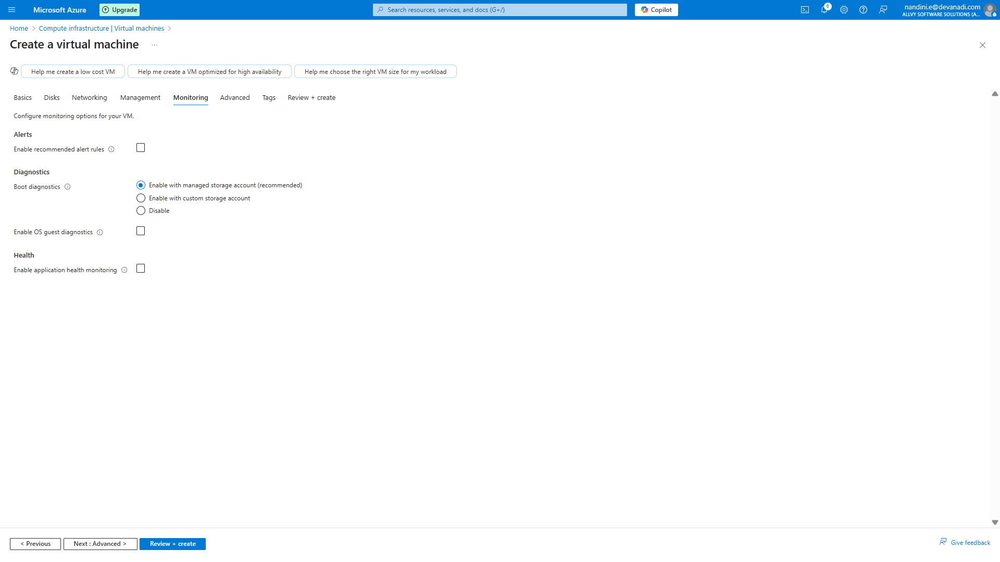 Microsoft Azure
Upgrade
Search resources, services, and docs (G+/)
Copilot
6
nandini.e@devanadi.com
ALLVY SOFTWARE SOLUTIONS (A...
Home > Compute infrastructure | Virtual machines >
Create a virtual machine ...
Help me create a low cost VM
Help me create a VM optimized for high availability
Help me choose the right VM size for my workload
Basics Disks Networking Management Monitoring Advanced Tags Review + create
Configure monitoring options for your VM.
Alerts
Enable recommended alert rules
Diagnostics
Boot diagnostics
Enable with managed storage account (recommended)
Enable with custom storage account
Disable
Enable OS guest diagnostics
Health
Enable application health monitoring
< Previous
Next : Advanced >
Review + create
Give feedback